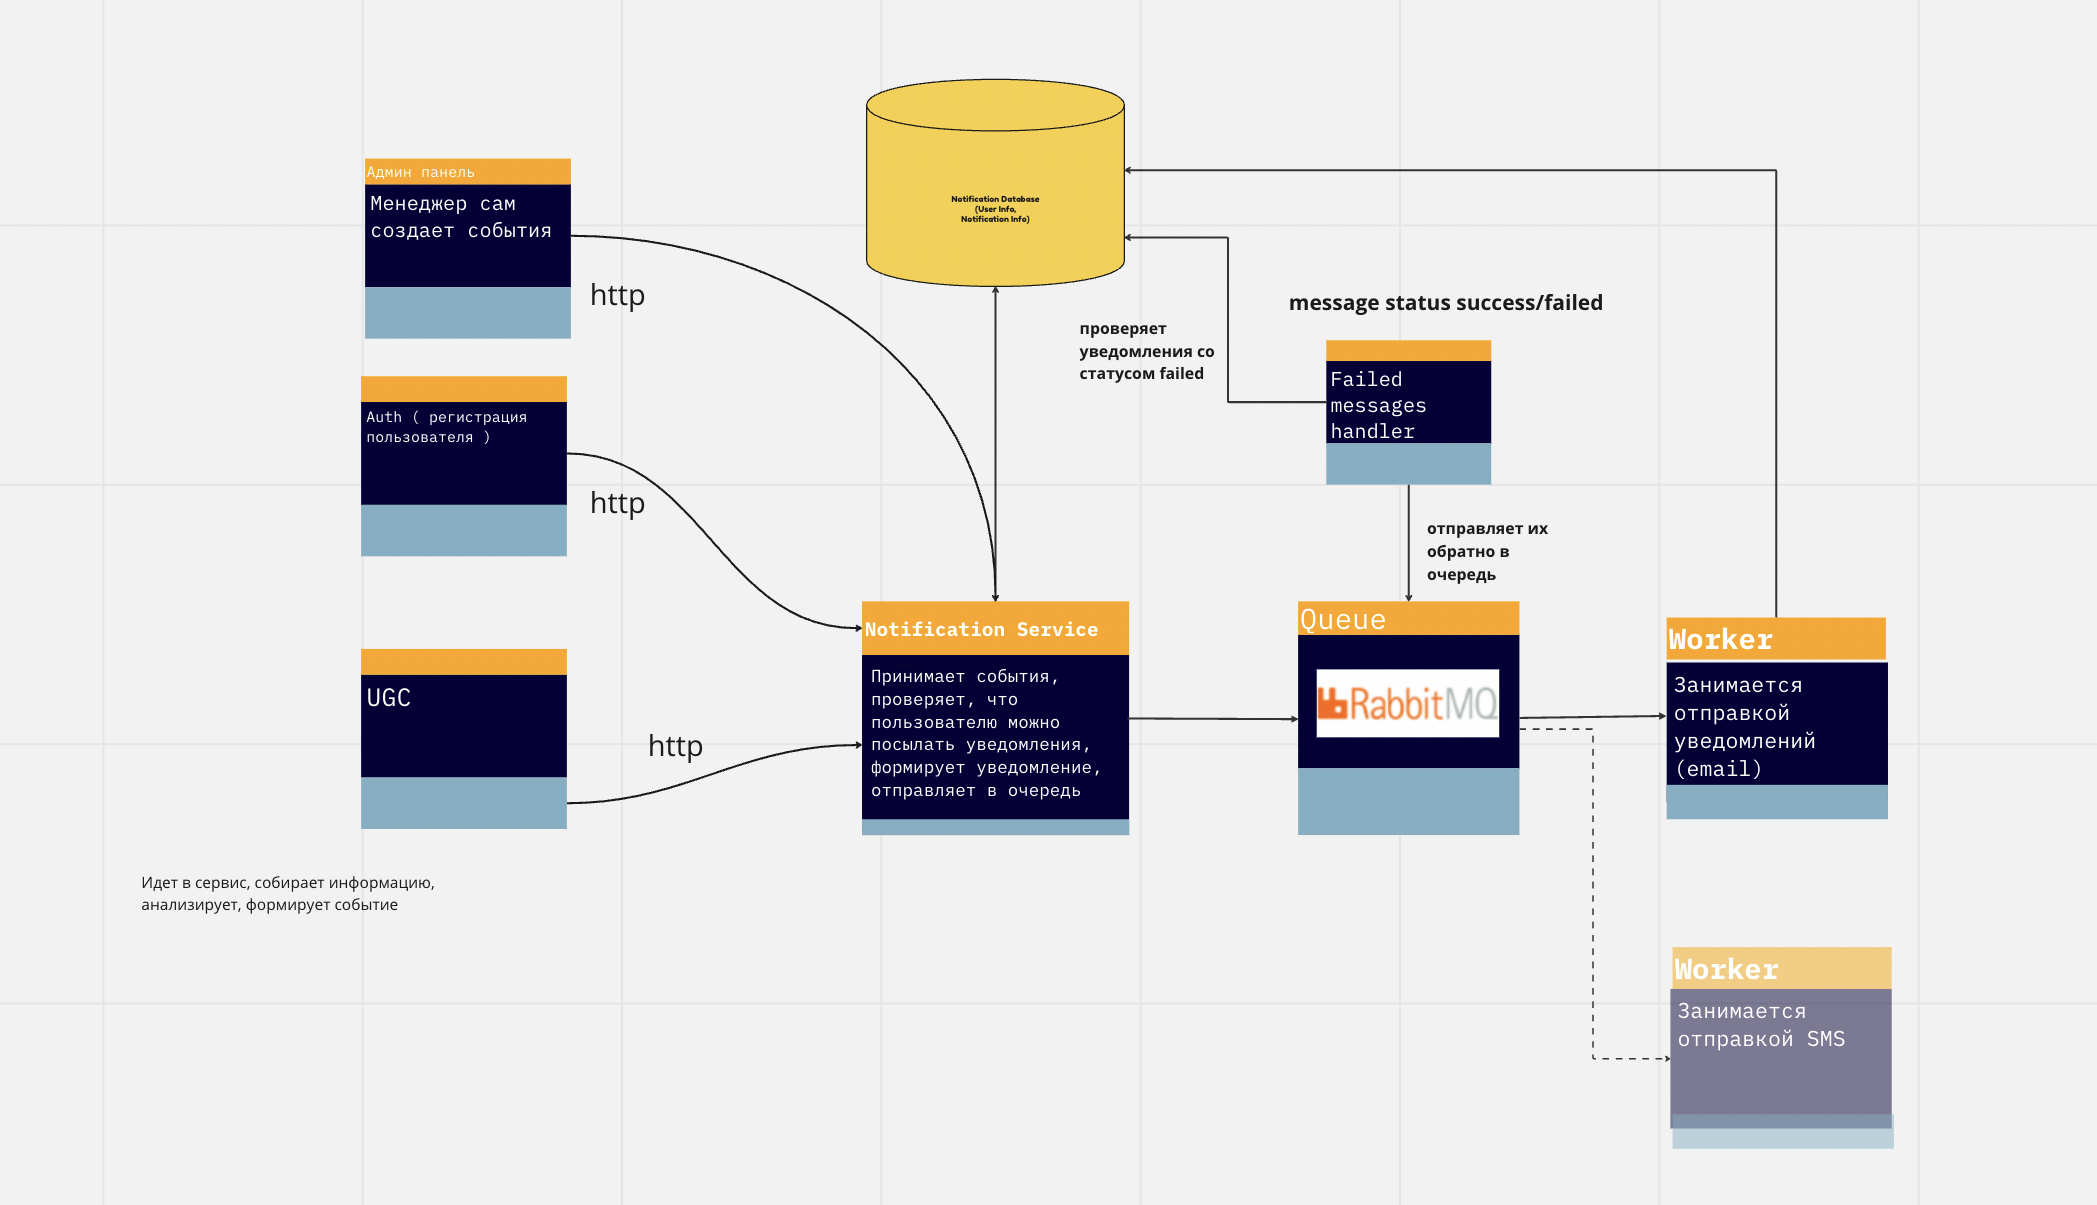 Админ панель
Менеджер сам
создает события
http
Auth ( регистрация
пользователя )
http
UGC
http
Идет в сервис, собирает информацию,
анализирует, формирует событие
Notification Database
(User Info,
Notification Info)
проверяет
уведомления со
статусом failed
message status success/failed
Failed
messages
handler
отправляет их
обратно в
очередь
Notification Service
Принимает события,
проверяет, что
пользователю можно
посылать уведомления,
формирует уведомление,
отправляет в очередь
Queue
RabbitMQ
Worker
Занимается
отправкой
уведомлений
(email)
Worker
Занимается
отправкой SMS